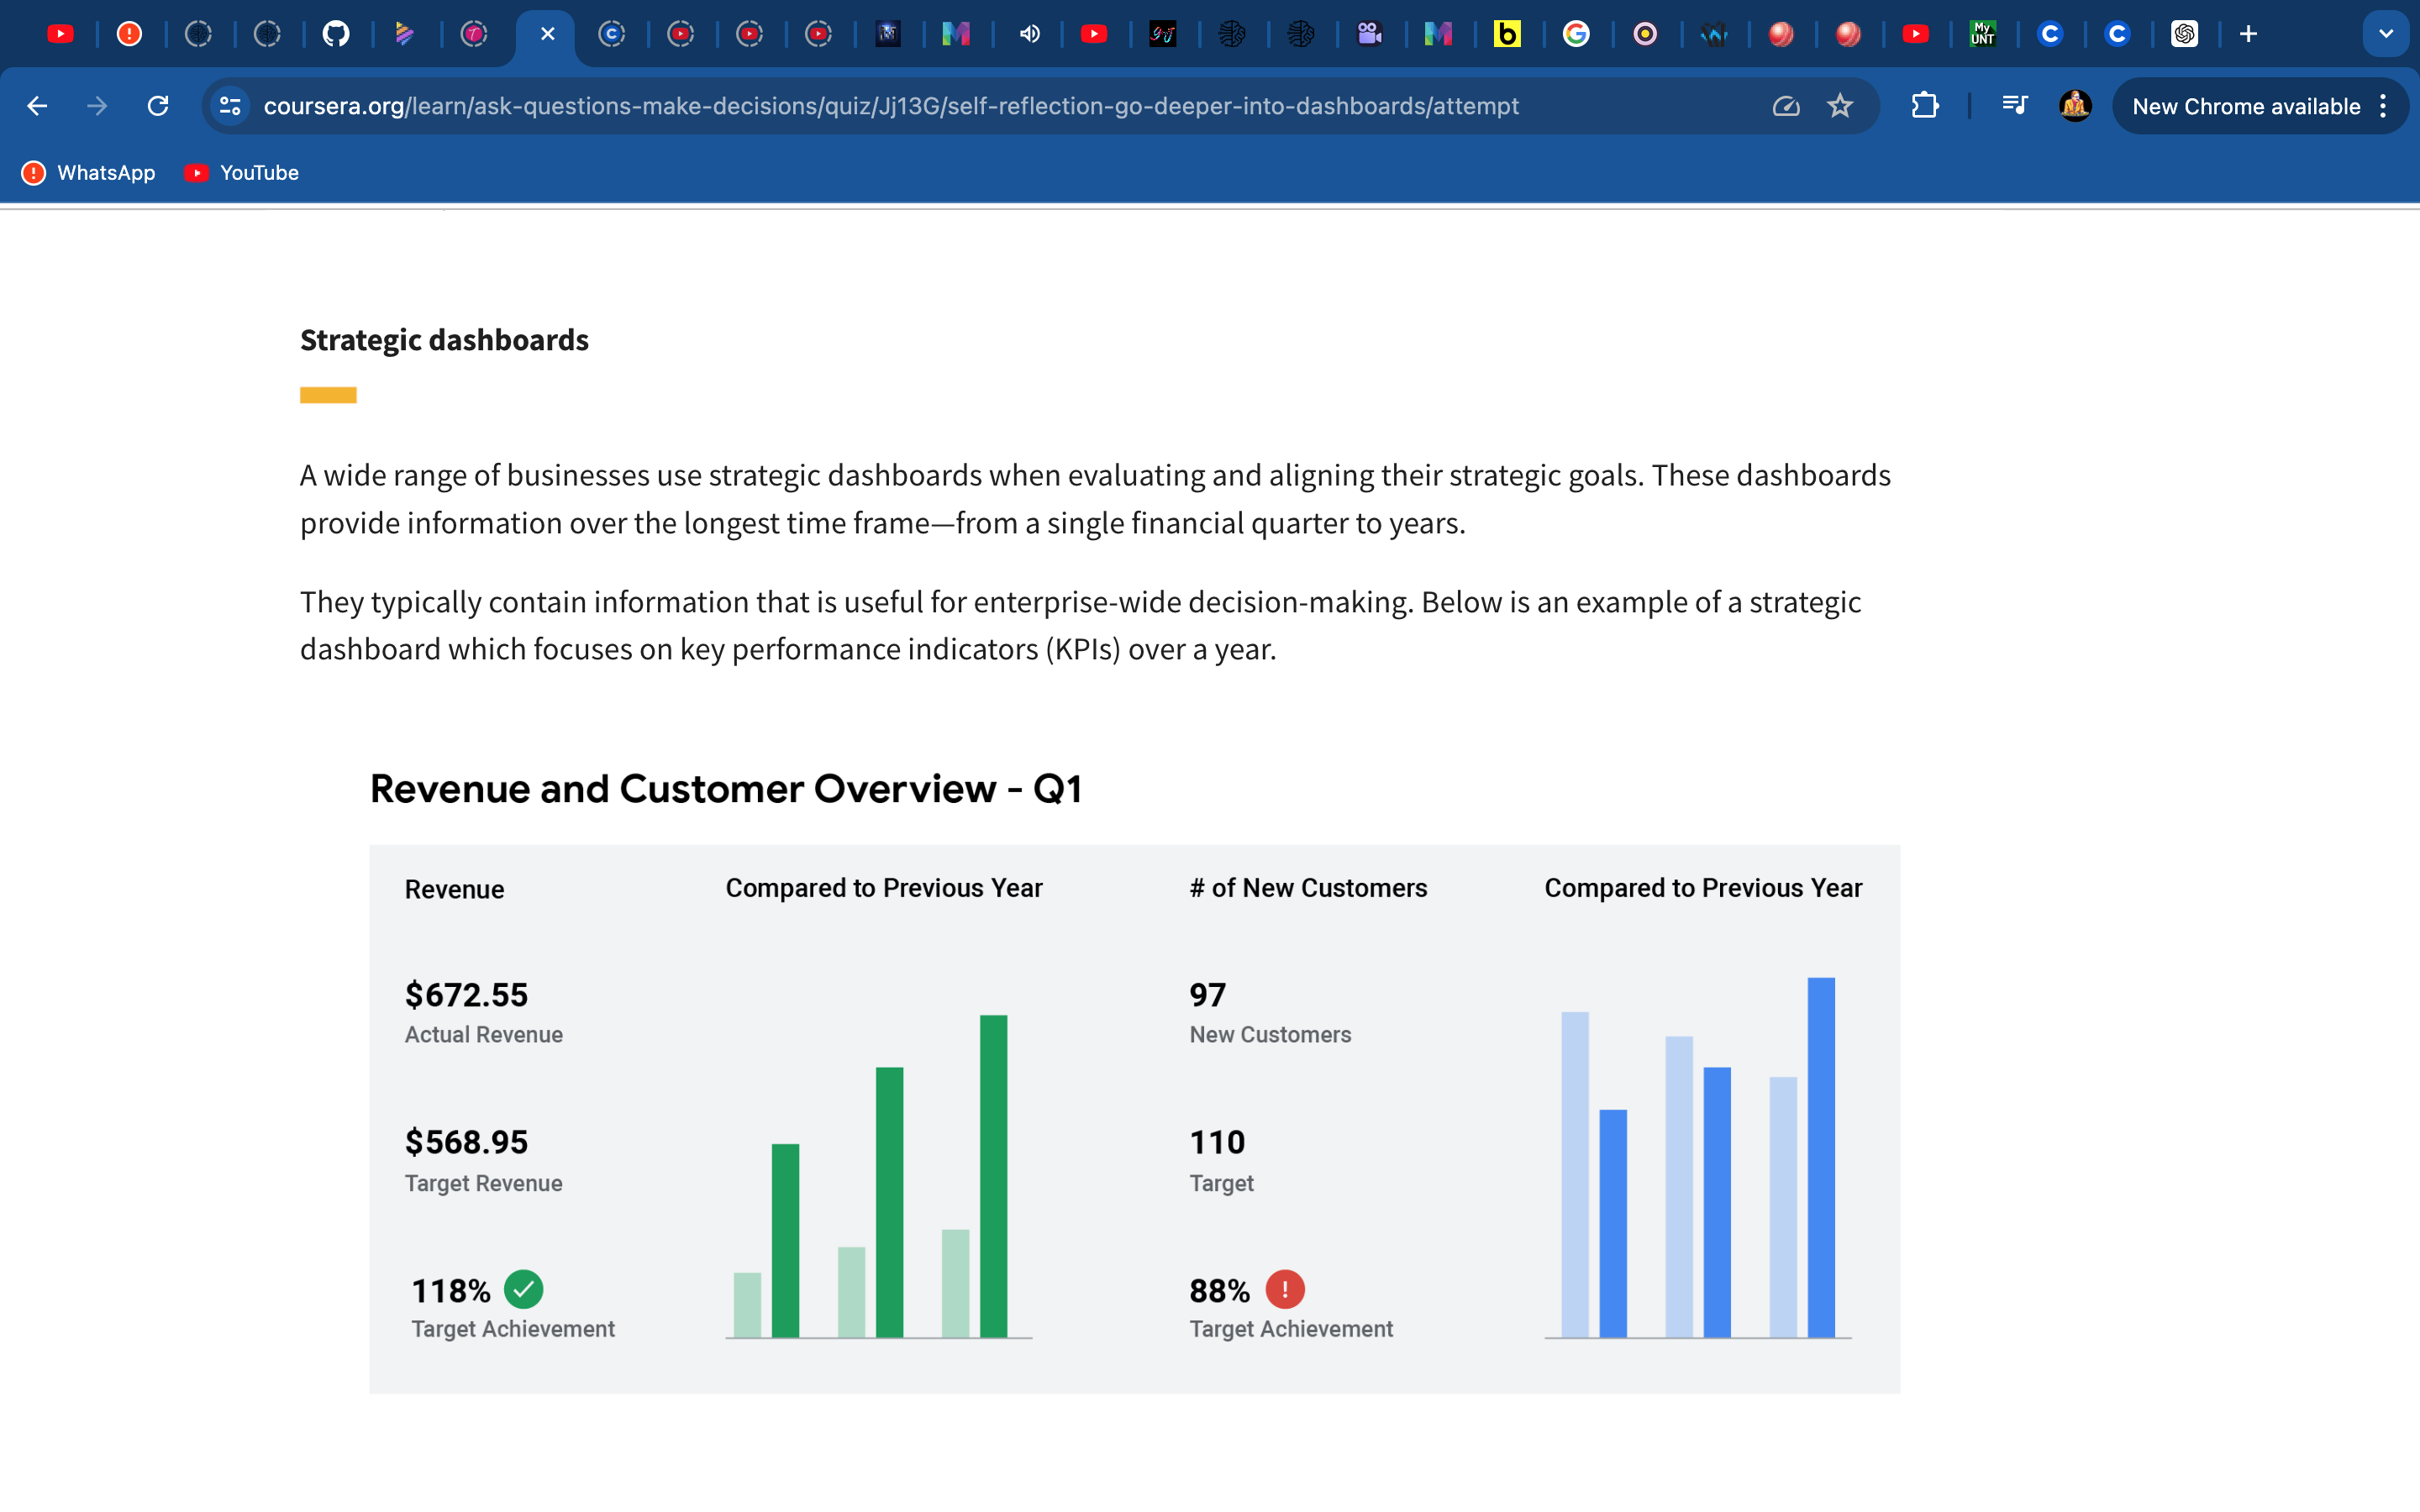 My
UNT
coursera.org/learn/ask-questions-make-decisions/quiz/Jj13G/self-reflection-go-deeper-into-dashboards/attempt
New Chrome available
WhatsApp
YouTube
Strategic dashboards
A wide range of businesses use strategic dashboards when evaluating and aligning their strategic goals. These dashboards
provide information over the longest time frame—from a single financial quarter to years.
They typically contain information that is useful for enterprise-wide decision-making. Below is an example of a strategic
dashboard which focuses on key performance indicators (KPIs) over a year.
Revenue and Customer Overview - Q1
Revenue
Compared to Previous Year
# of New Customers
Compared to Previous Year
$672.55
Actual Revenue
97
New Customers
$568.95
Target Revenue
110
Target
118%
Target Achievement
88%
Target Achievement